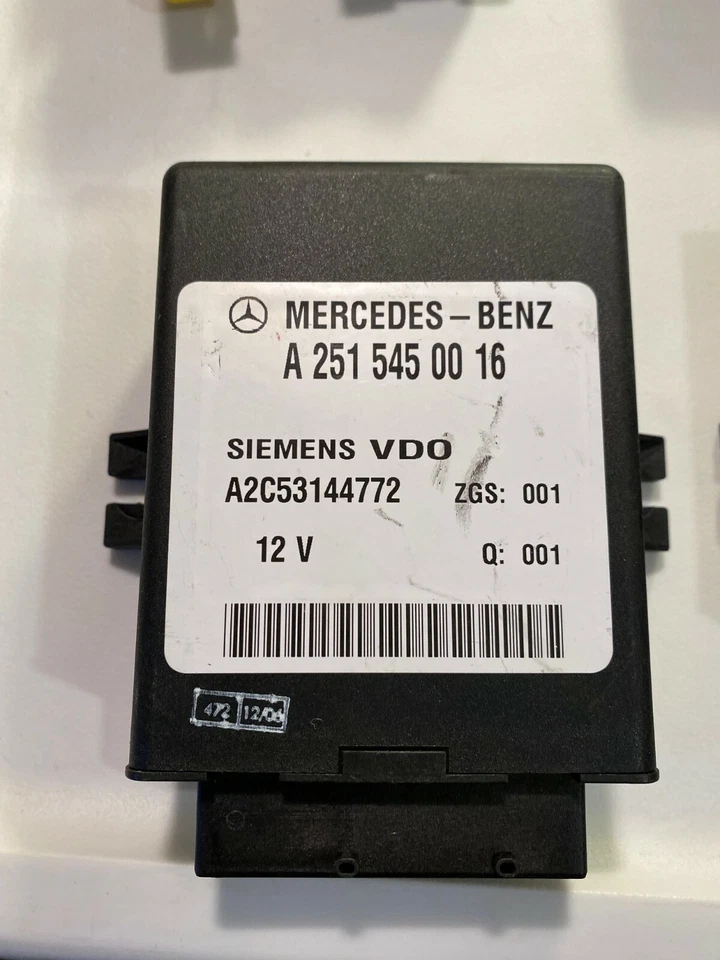 MERCEDES-BENZ
A 251 545 00 16
SIEMENS VDO
A2C53144772 ZGS: 001
12 V Q: 001
472 12/06